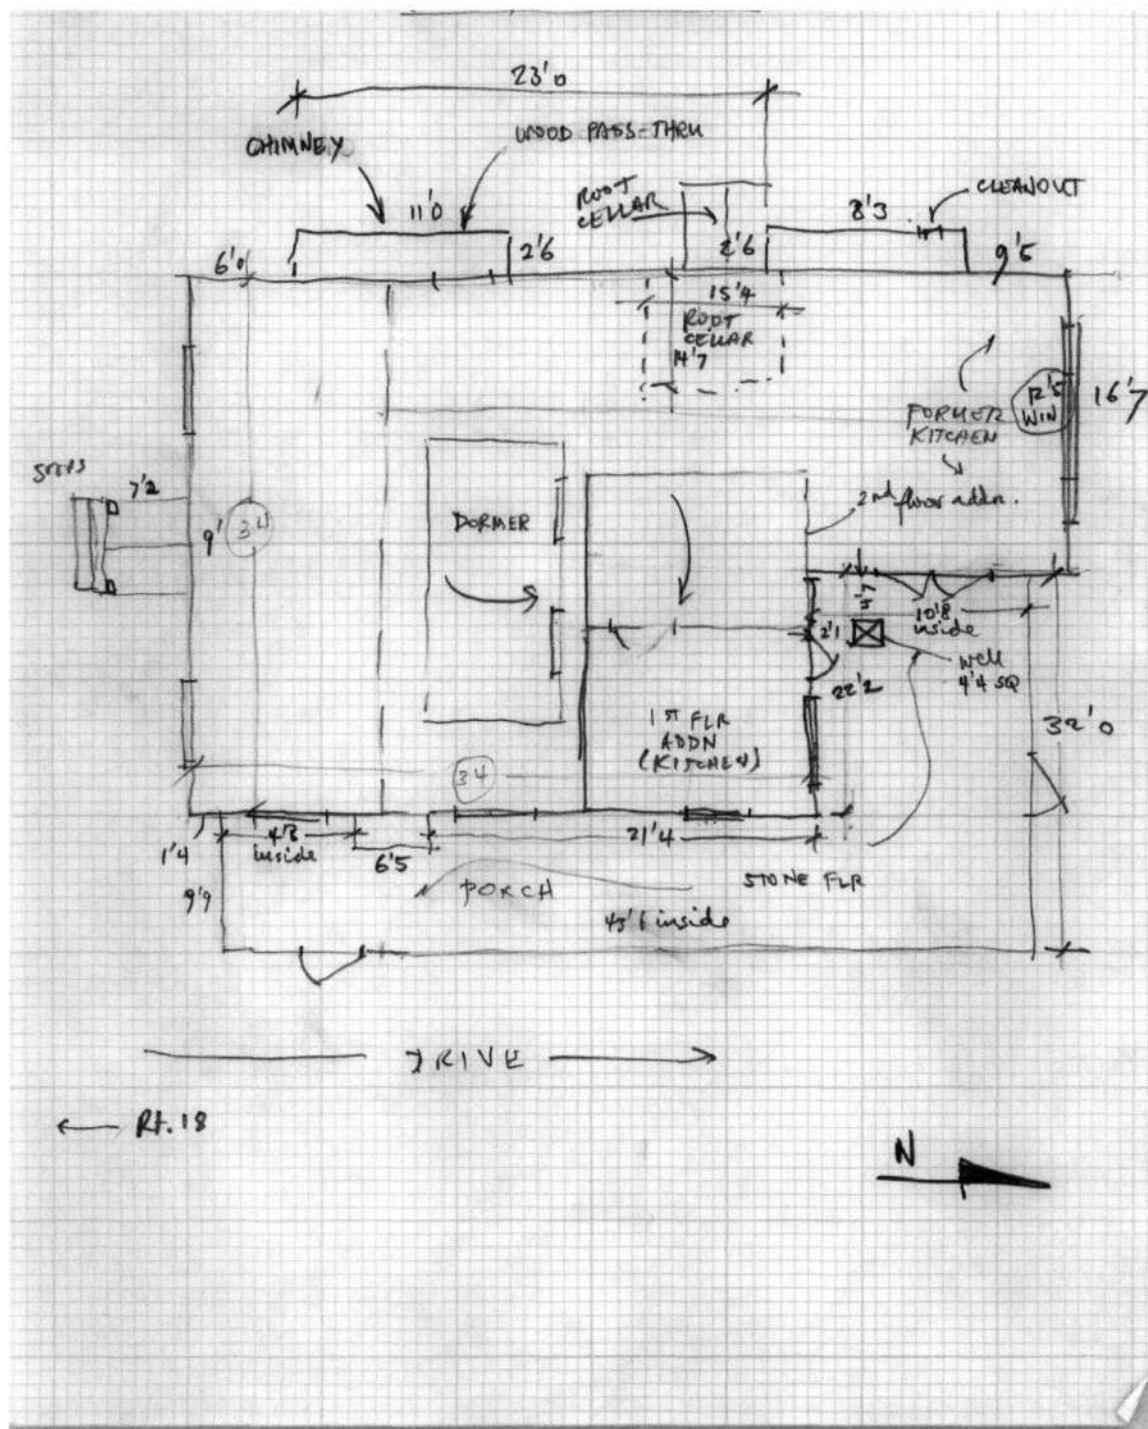 23'0
CHIMNEY
WOOD PASS-THRU
ROOT
CELLAR
CLEANOUT
11'0
8'3
6'0
2'6
2'6
9'5
15'4
ROOT
CELLAR
14'7
12'5
WIN
16'7
FORMER
KITCHEN
STEPS
7'2
9'
34
DORMER
2nd floor addn.
10'8
inside
2'1
well
4'4 SQ
22'2
1ST FLR
ADDN
(KITCHEN)
32'0
34
1'4
inside
6'5
21'4
9'9
PORCH
STONE FLR
43'6 inside
DRIVE
← Rt. 18
N